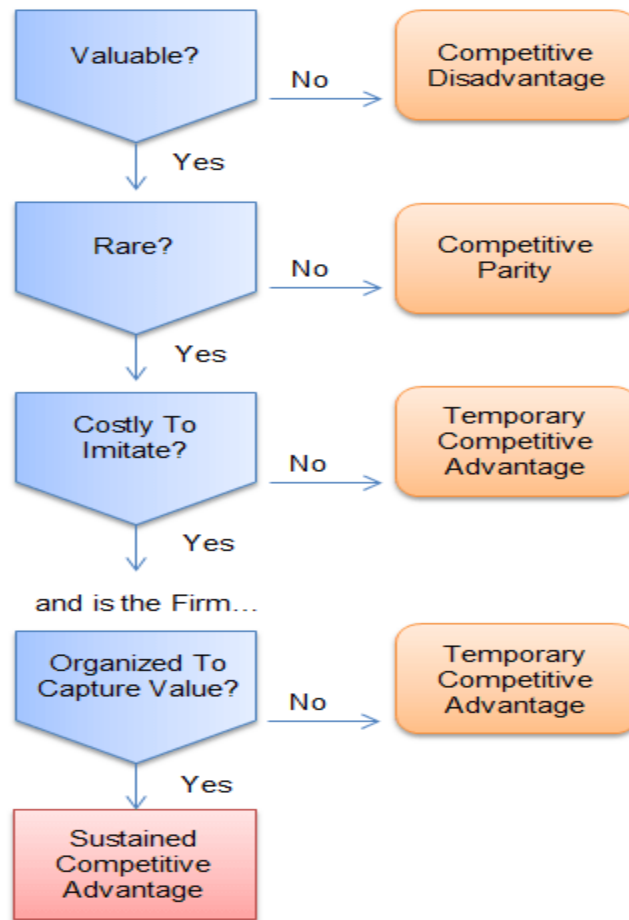 Valuable?
No
Competitive
Disadvantage
Yes
Rare?
No
Competitive
Parity
Yes
Costly To
Imitate?
No
Temporary
Competitive
Advantage
Yes
and is the Firm...
Organized To
Capture Value?
No
Temporary
Competitive
Advantage
Yes
Sustained
Competitive
Advantage